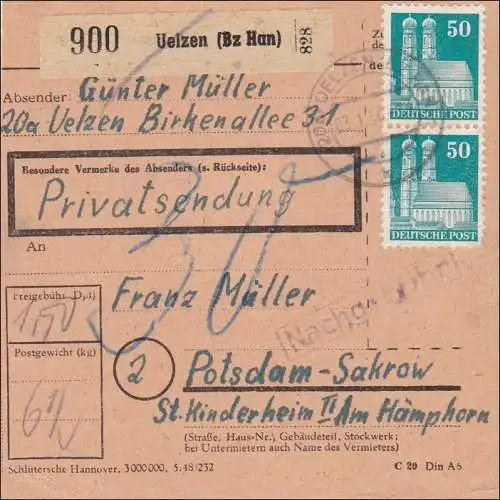 900 Uelzen (Bz Han) 828
Absender: Günter Müller
20a Uelzen Birkenallee 31
Besondere Vermerke des Absenders (s. Rückseite):
Privatsendung
An
50
DEUTSCHE POST
50
DEUTSCHE POST
Freigebühr
Franz Müller
Postgewicht (kg)
2 Potsdam-Sakrow
St. Kinderheim II Am Hämphorn
(Straße, Haus-Nr., Gebäudeteil, Stockwerk;
bei Untermietern auch Name des Vermieters)
Schlütersche Hannover, 3 000 000, 5. 48/232
C 20 Din A6